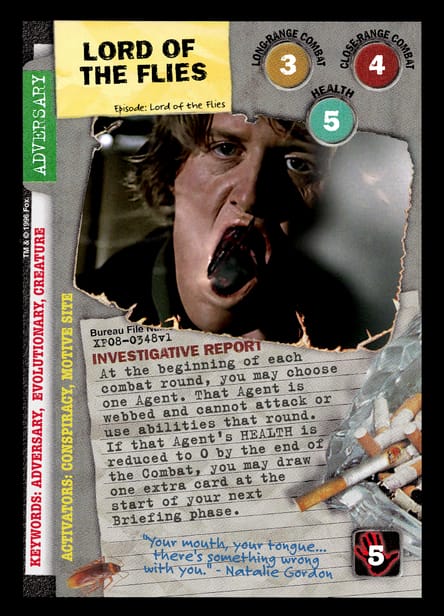 LORD OF
THE FLIES
Episode: Lord of the Flies
LONG-RANGE COMBAT
3
CLOSE-RANGE COMBAT
4
HEALTH
5
ADVERSARY
TM & © 1996 Fox.
KEYWORDS: ADVERSARY, EVOLUTIONARY, CREATURE
ACTIVATORS: CONSPIRACY, MOTIVE SITE
Bureau File
XF08-0348v1
INVESTIGATIVE REPORT
At the beginning of each
combat round, you may choose
one Agent. That Agent is
webbed and cannot attack or
use abilities that round.
If that Agent's HEALTH is
reduced to 0 by the end of
the Combat, you may draw
one extra card at the
start of your next
Briefing phase.
"Your mouth, your tongue...
there's something wrong
with you." - Natalie Gordon
5